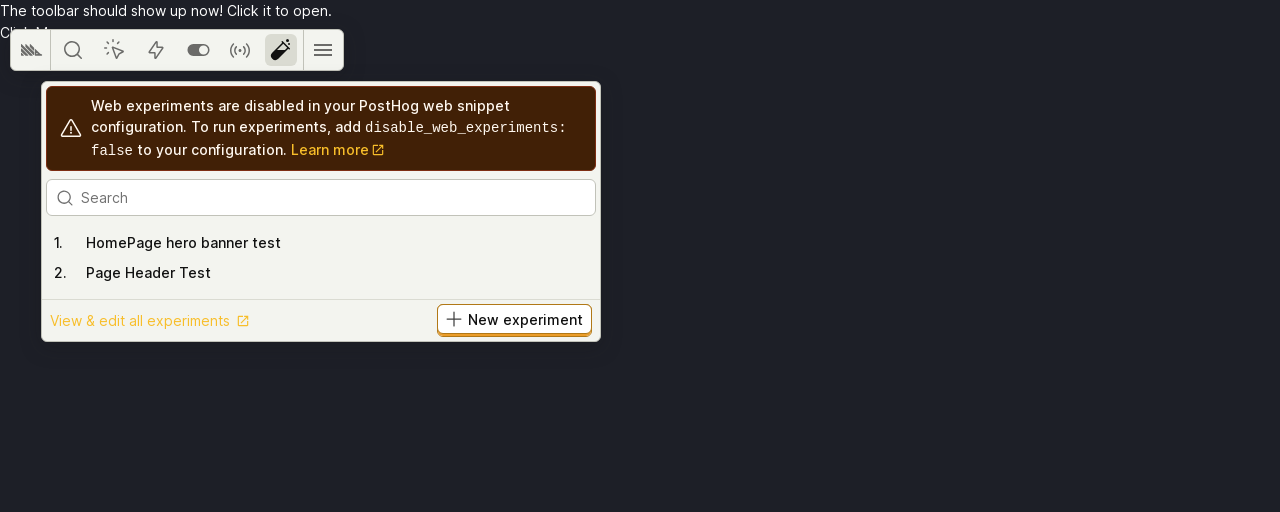 The toolbar should show up now! Click it to open.
Web experiments are disabled in your PostHog web snippet
configuration. To run experiments, add disable_web_experiments:
false to your configuration. Learn more
Search
1. HomePage hero banner test
2. Page Header Test
View & edit all experiments
New experiment